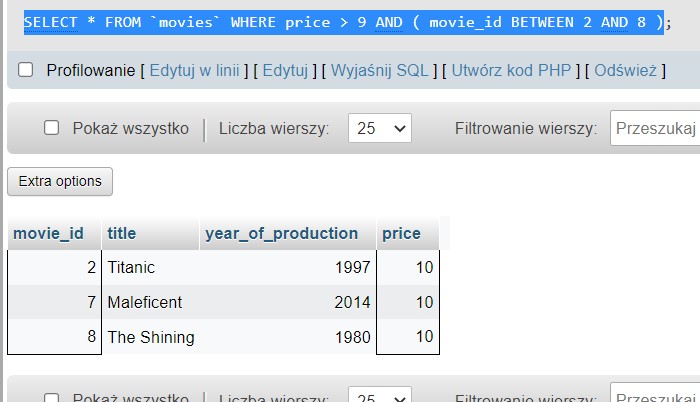 SELECT * FROM `movies` WHERE price > 9 AND ( movie_id BETWEEN 2 AND 8 );
Profilowanie [ Edytuj w linii ] [ Edytuj ] [ Wyjaśnij SQL ] [ Utwórz kod PHP ] [ Odśwież ]
Pokaż wszystko Liczba wierszy: 25 Filtrowanie wierszy: Przeszukaj
Extra options
movie_id title year_of_production price
2 Titanic 1997 10
7 Maleficent 2014 10
8 The Shining 1980 10
Pokaż wszystko Liczba wierszy: 25 Filtrowanie wierszy: Przeszukaj